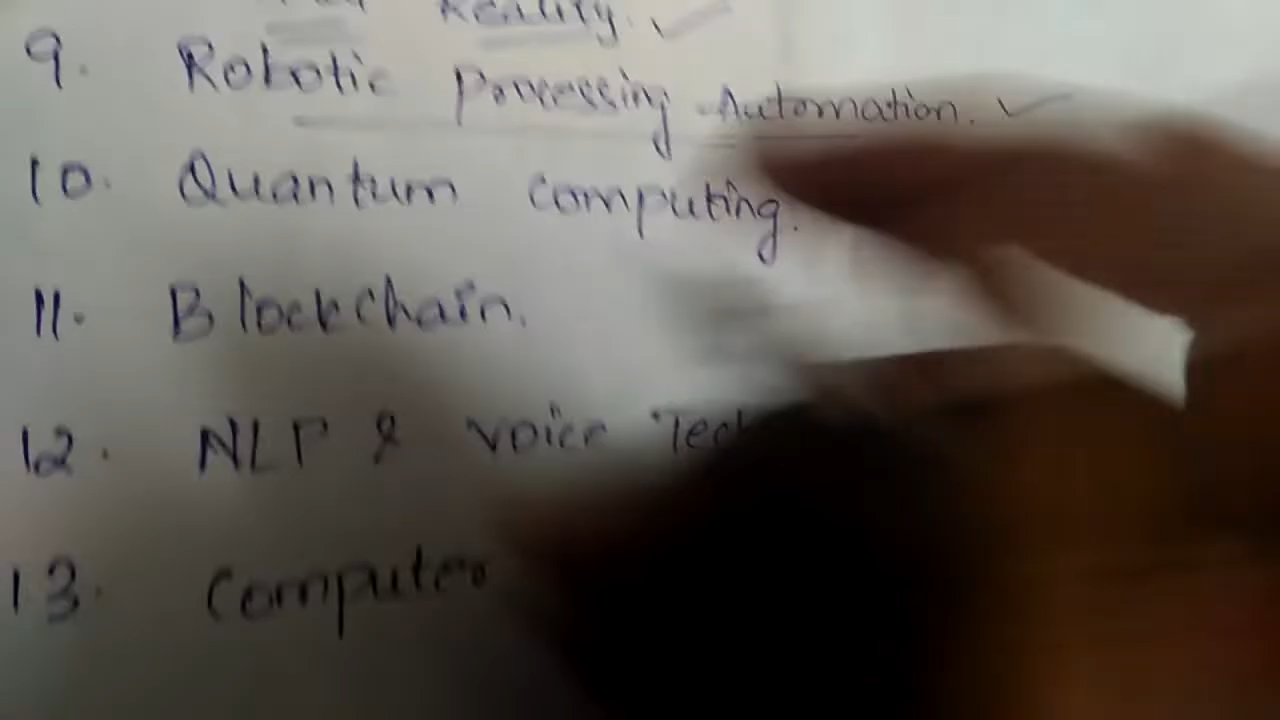 Reality.
9. Robotic Processing Automation.
10. Quantum computing.
11. Blockchain.
12. NLP & voice Tech
13. Computer